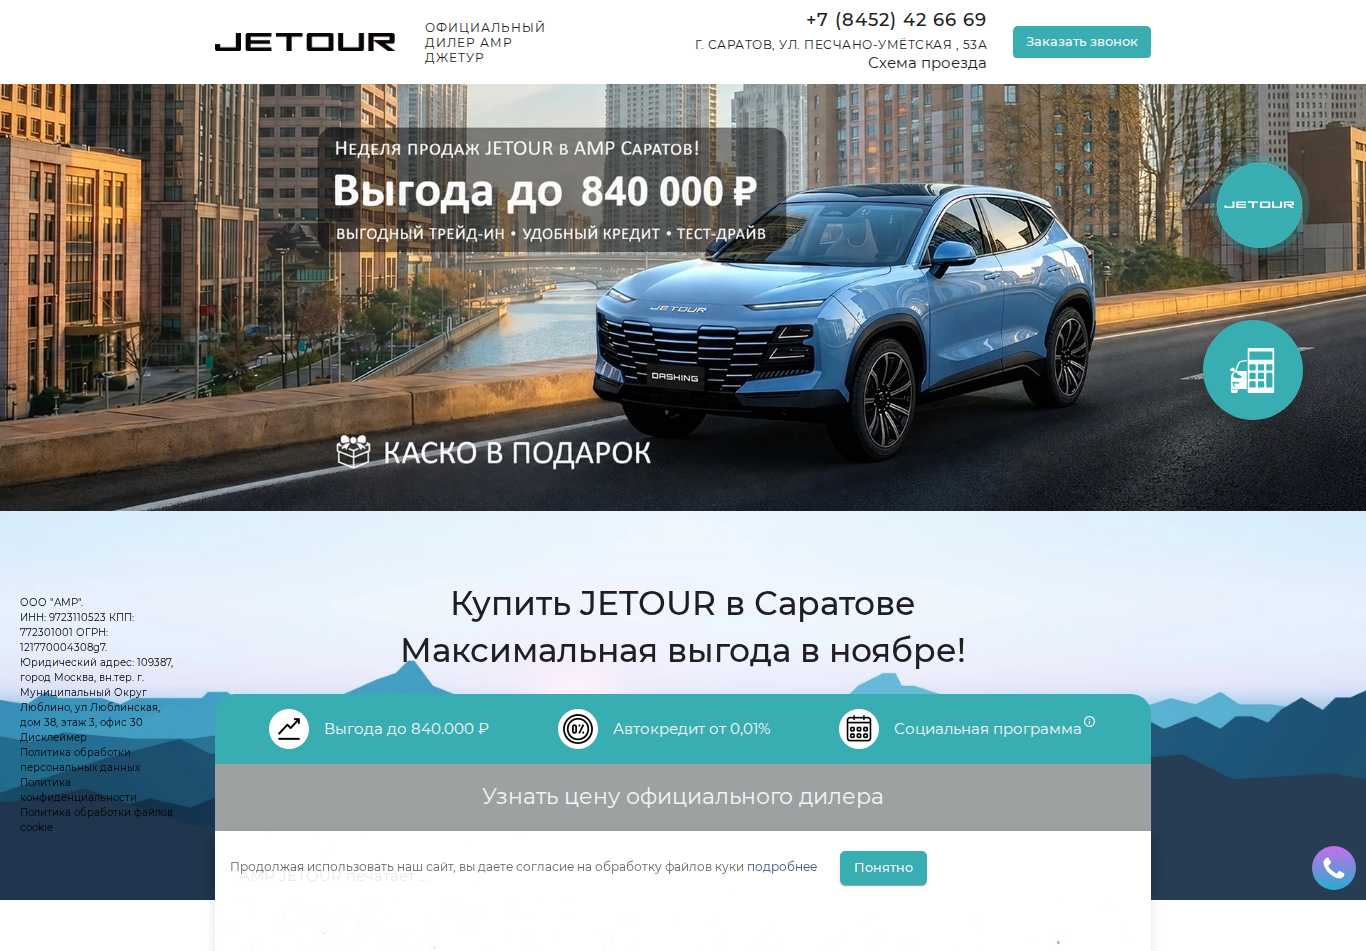 JETOUR
ОФИЦИАЛЬНЫЙ
ДИЛЕР АМР
ДЖЕТУР
+7 (8452) 42 66 69
Г. САРАТОВ, УЛ. ПЕСЧАНО-УМЁТСКАЯ , 53А
Схема проезда
Заказать звонок
Неделя продаж JETOUR в АМР Саратов!
Выгода до 840 000 ₽
ВЫГОДНЫЙ ТРЕЙД-ИН • УДОБНЫЙ КРЕДИТ • ТЕСТ-ДРАЙВ
JETOUR
JETOUR
DASHING
КАСКО В ПОДАРОК
Купить JETOUR в Саратове
Максимальная выгода в ноябре!
ООО "АМР".
ИНН: 9723110523 КПП:
772301001 ОГРН:
121770004308g7.
Юридический адрес: 109387,
город Москва, вн.тер. г.
Муниципальный Округ
Люблино, ул Люблинская,
дом 38, этаж 3, офис 30
Дисклеймер
Политика обработки
персональных данных
Политика
конфиденциальности
Политика обработки файлов
cookie
Выгода до 840.000 ₽
0%
Автокредит от 0,01%
Социальная программа
Узнать цену официального дилера
Продолжая использовать наш сайт, вы даете согласие на обработку файлов куки подробнее
Понятно
АМР JETOUR печатает ...